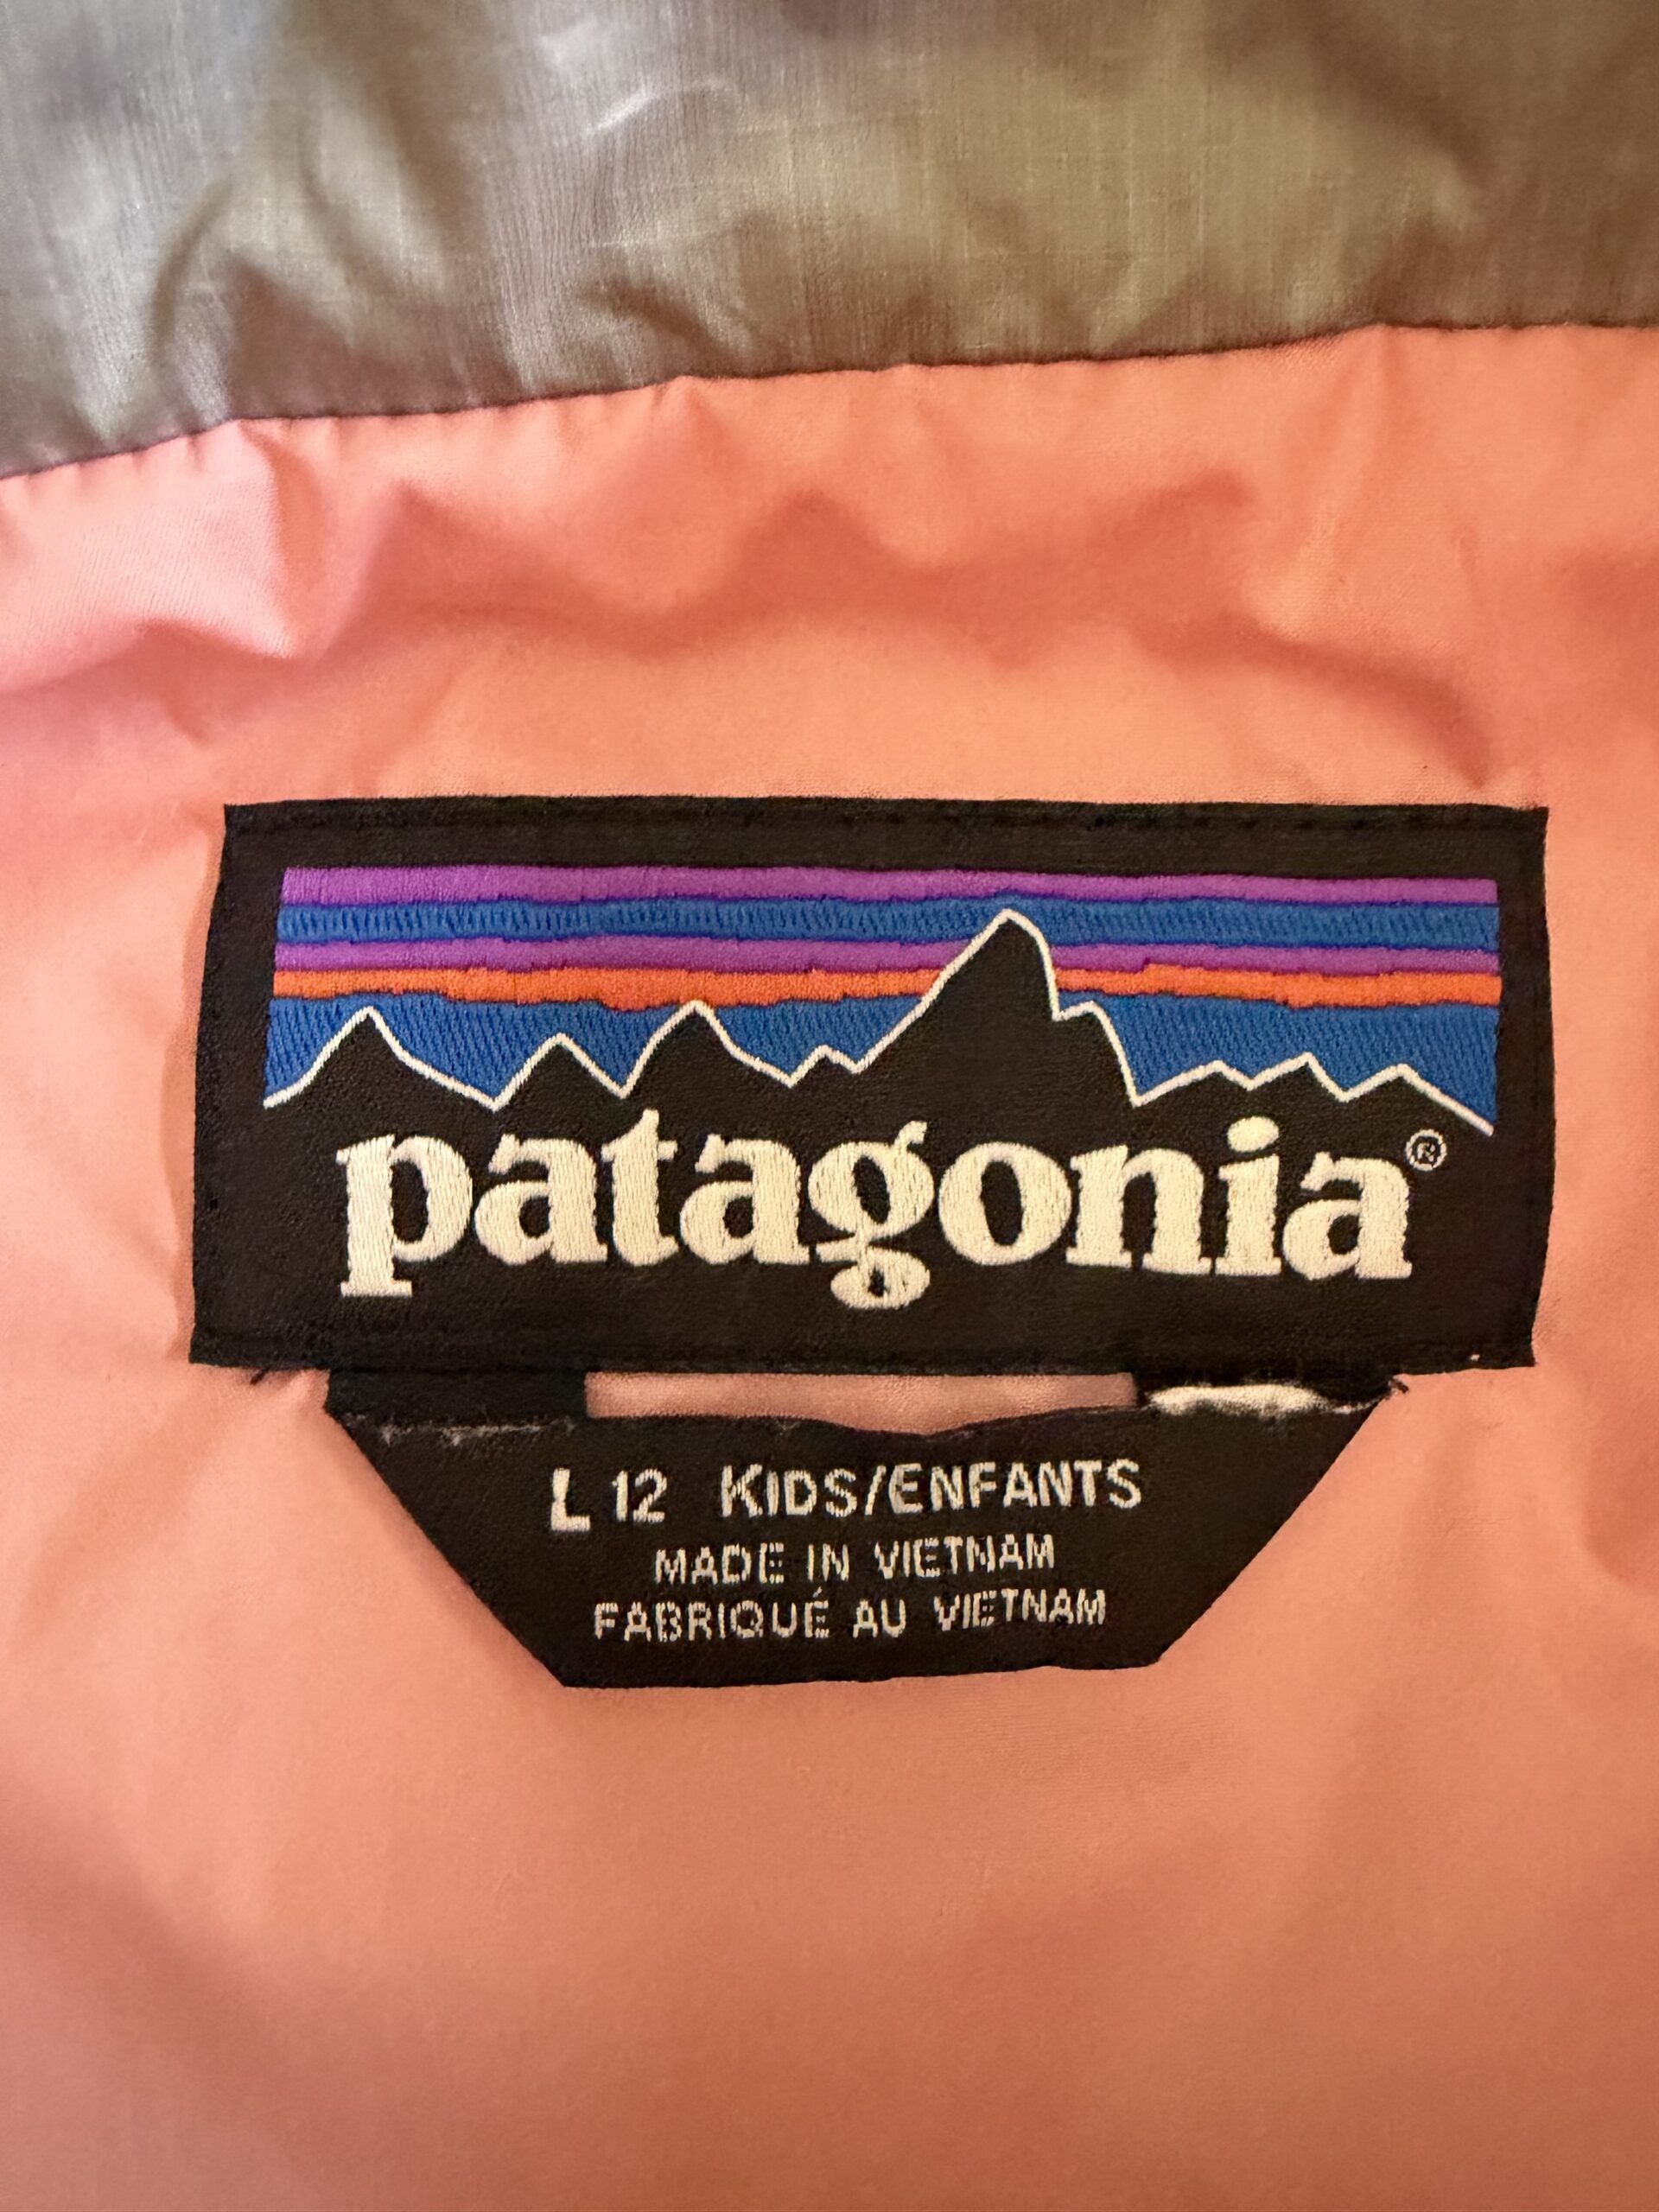 patagonia®
L 12 KIDS/ENFANTS
MADE IN VIETNAM
FABRIQUÉ AU VIETNAM